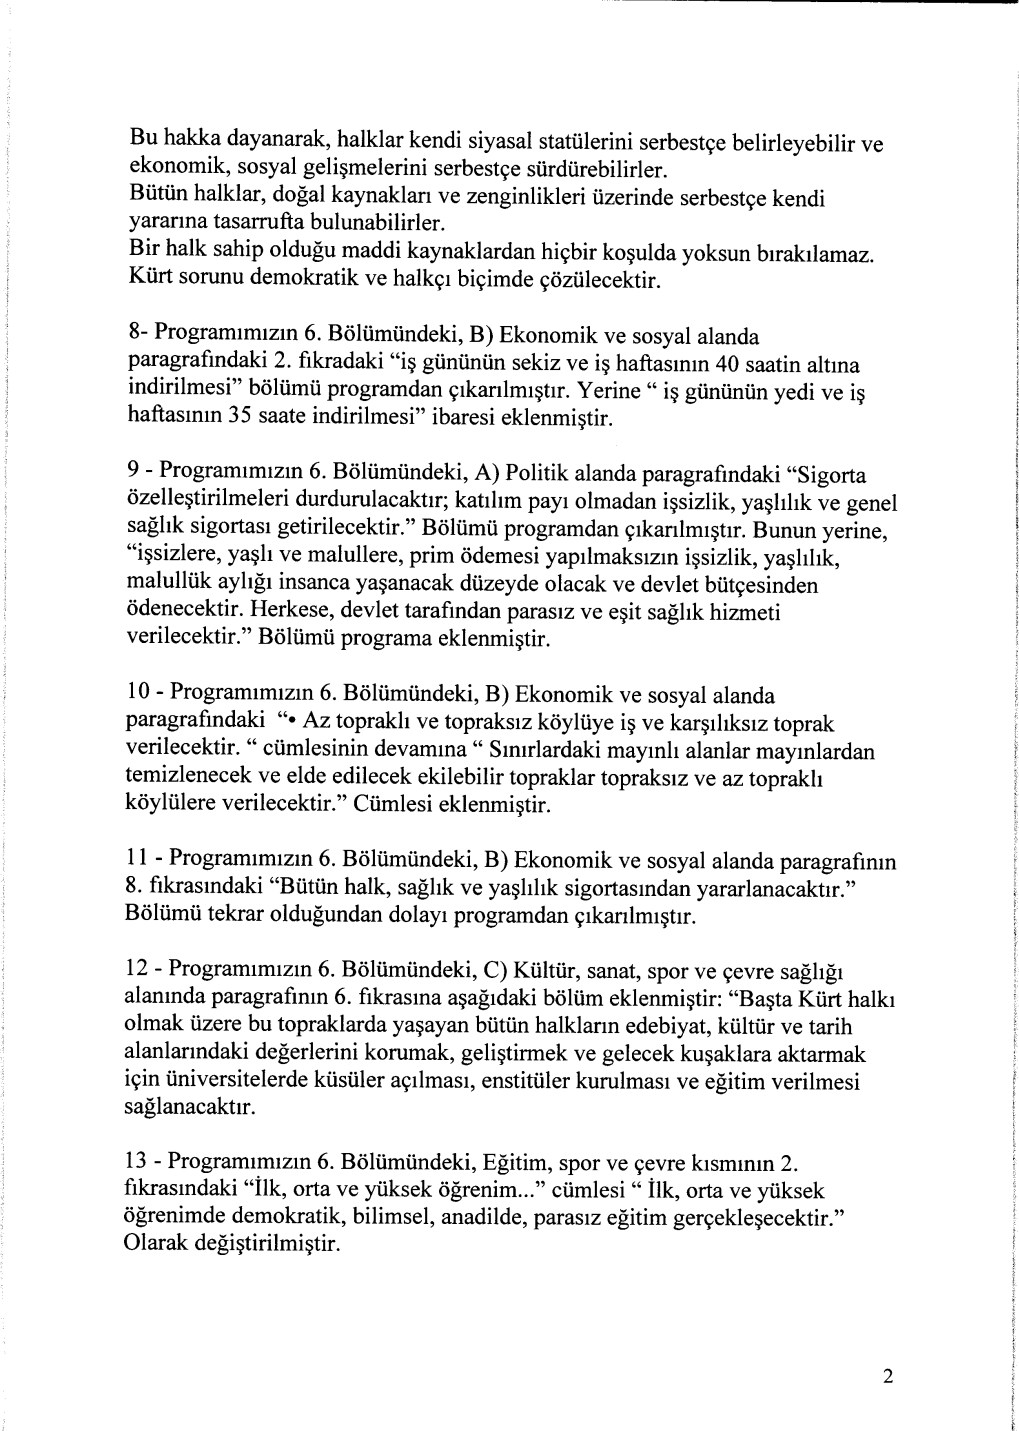 Bu hakka dayanarak, halklar kendi siyasal statülerini serbestçe belirleyebilir ve
ekonomik, sosyal gelişmelerini serbestçe sürdürebilirler.
Bütün halklar, doğal kaynakları ve zenginlikleri üzerinde serbestçe kendi
yararına tasarrufta bulunabilirler.
Bir halk sahip olduğu maddi kaynaklardan hiçbir koşulda yoksun bırakılamaz.
Kürt sorunu demokratik ve halkçı biçimde çözülecektir.
8- Programımızın 6. Bölümündeki, B) Ekonomik ve sosyal alanda
paragrafındaki 2. fıkradaki “iş gününün sekiz ve iş haftasının 40 saatin altına
indirilmesi” bölümü programdan çıkarılmıştır. Yerine “ iş gününün yedi ve iş
haftasının 35 saate indirilmesi” ibaresi eklenmiştir.
9 - Programımızın 6. Bölümündeki, A) Politik alanda paragrafındaki “Sigorta
özelleştirilmeleri durdurulacaktır; katılım payı olmadan işsizlik, yaşlılık ve genel
sağlık sigortası getirilecektir.” Bölümü programdan çıkarılmıştır. Bunun yerine,
“işsizlere, yaşlı ve malullere, prim ödemesi yapılmaksızın işsizlik, yaşlılık,
malullük aylığı insanca yaşanacak düzeyde olacak ve devlet bütçesinden
ödenecektir. Herkese, devlet tarafından parasız ve eşit sağlık hizmeti
verilecektir.” Bölümü programa eklenmiştir.
10 - Programımızın 6. Bölümündeki, B) Ekonomik ve sosyal alanda
paragrafındaki “• Az topraklı ve topraksız köylüye iş ve karşılıksız toprak
verilecektir. “ cümlesinin devamına “ Sınırlardaki mayınlı alanlar mayınlardan
temizlenecek ve elde edilecek ekilebilir topraklar topraksız ve az topraklı
köylülere verilecektir.” Cümlesi eklenmiştir.
11 - Programımızın 6. Bölümündeki, B) Ekonomik ve sosyal alanda paragrafının
8. fıkrasındaki “Bütün halk, sağlık ve yaşlılık sigortasından yararlanacaktır.”
Bölümü tekrar olduğundan dolayı programdan çıkarılmıştır.
12 - Programımızın 6. Bölümündeki, C) Kültür, sanat, spor ve çevre sağlığı
alanında paragrafının 6. fıkrasına aşağıdaki bölüm eklenmiştir: “Başta Kürt halkı
olmak üzere bu topraklarda yaşayan bütün halkların edebiyat, kültür ve tarih
alanlarındaki değerlerini korumak, geliştirmek ve gelecek kuşaklara aktarmak
için üniversitelerde küsüler açılması, enstitüler kurulması ve eğitim verilmesi
sağlanacaktır.
13 - Programımızın 6. Bölümündeki, Eğitim, spor ve çevre kısmının 2.
fıkrasındaki “İlk, orta ve yüksek öğrenim...” cümlesi “ İlk, orta ve yüksek
öğrenimde demokratik, bilimsel, anadilde, parasız eğitim gerçekleşecektir.”
Olarak değiştirilmiştir.
2